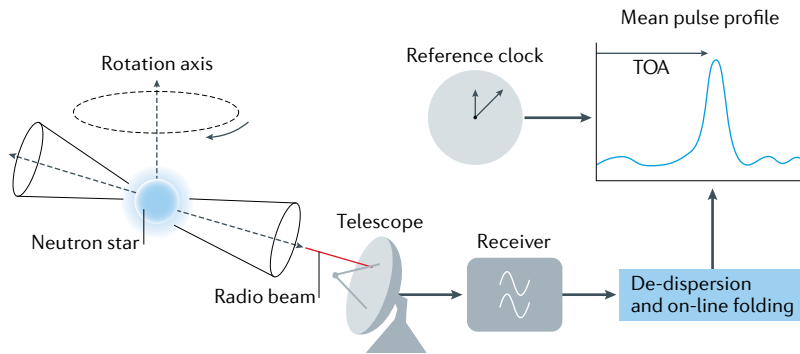 Mean pulse profile
Rotation axis
Reference clock
TOA
Neutron star
Telescope
Receiver
Radio beam
De-dispersion
and on-line folding